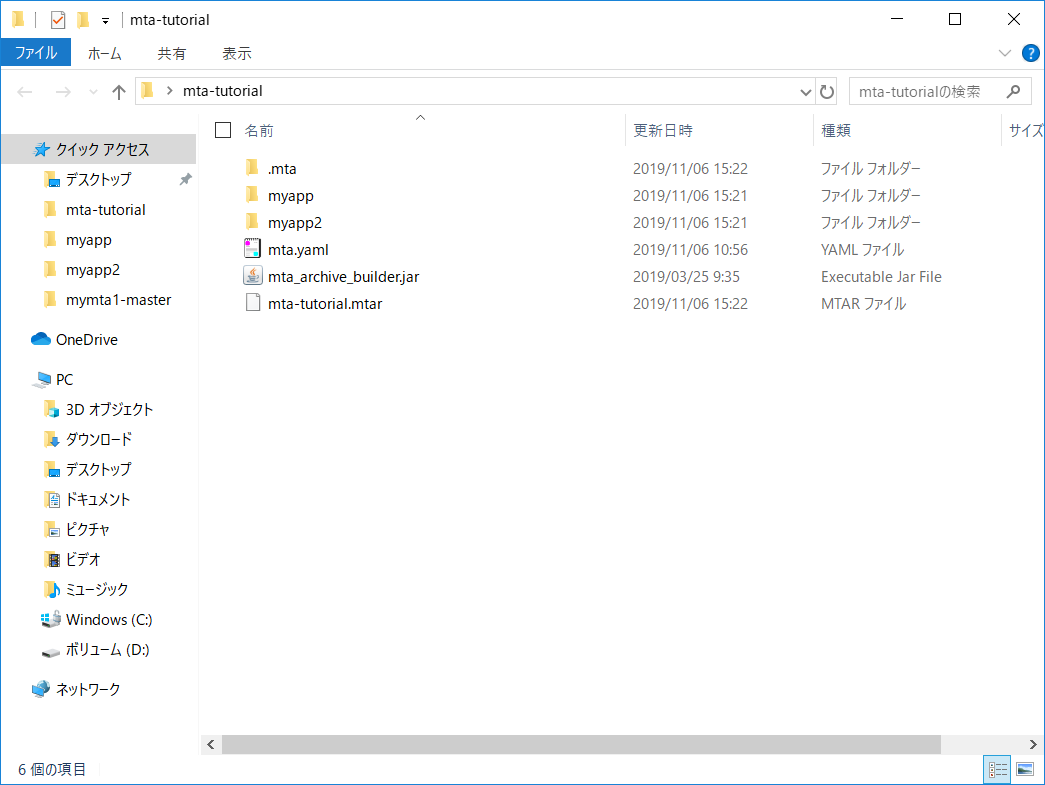 mta-tutorial
ファイル ホーム 共有 表示
mta-tutorial mta-tutorialの検索
名前 更新日時 種類 サイズ
.mta 2019/11/06 15:22 ファイル フォルダー
myapp 2019/11/06 15:21 ファイル フォルダー
myapp2 2019/11/06 15:21 ファイル フォルダー
mta.yaml 2019/11/06 10:56 YAML ファイル
mta_archive_builder.jar 2019/03/25 9:35 Executable Jar File
mta-tutorial.mtar 2019/11/06 15:22 MTAR ファイル
クイック アクセス
デスクトップ
mta-tutorial
myapp
myapp2
mymta1-master
OneDrive
PC
3D オブジェクト
ダウンロード
デスクトップ
ドキュメント
ピクチャ
ビデオ
ミュージック
Windows (C:)
ボリューム (D:)
ネットワーク
6 個の項目